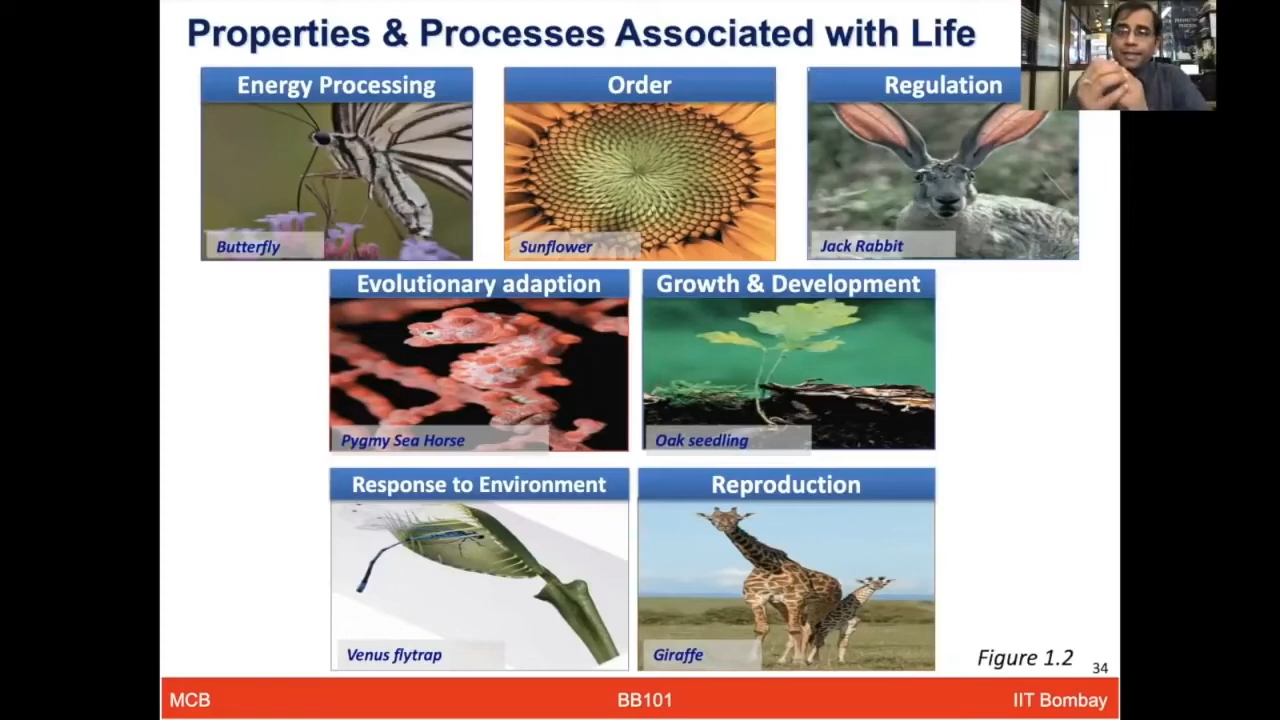 Properties & Processes Associated with Life
Energy Processing
Order
Regulation
Butterfly
Sunflower
Jack Rabbit
Evolutionary adaption
Growth & Development
Pygmy Sea Horse
Oak seedling
Response to Environment
Reproduction
Venus flytrap
Giraffe
Figure 1.2
34
MCB
BB101
IIT Bombay